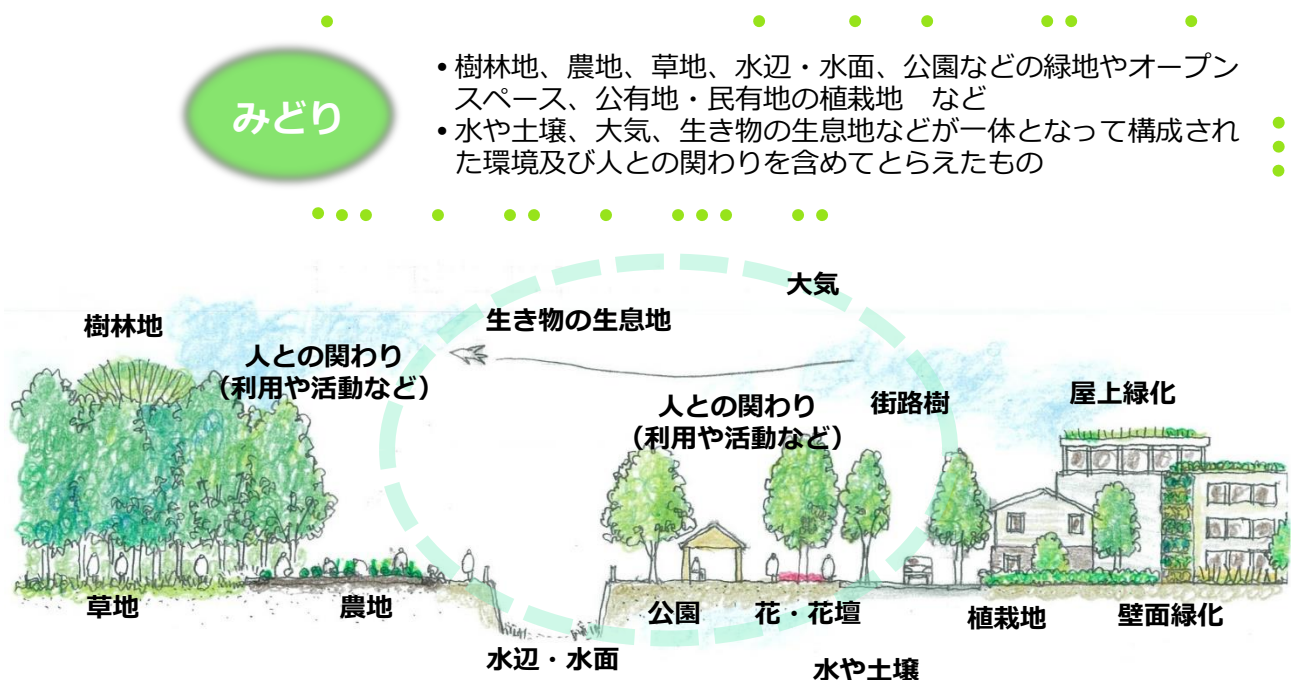 みどり
• 樹林地、農地、草地、水辺・水面、公園などの緑地やオープン
スペース、公有地・民有地の植栽地　など
• 水や土壌、大気、生き物の生息地などが一体となって構成され
た環境及び人との関わりを含めてとらえたもの
大気
生き物の生息地
樹林地
人との関わり
（利用や活動など）
人との関わり
（利用や活動など）
街路樹
屋上緑化
草地
農地
公園
花・花壇
植栽地
壁面緑化
水辺・水面
水や土壌